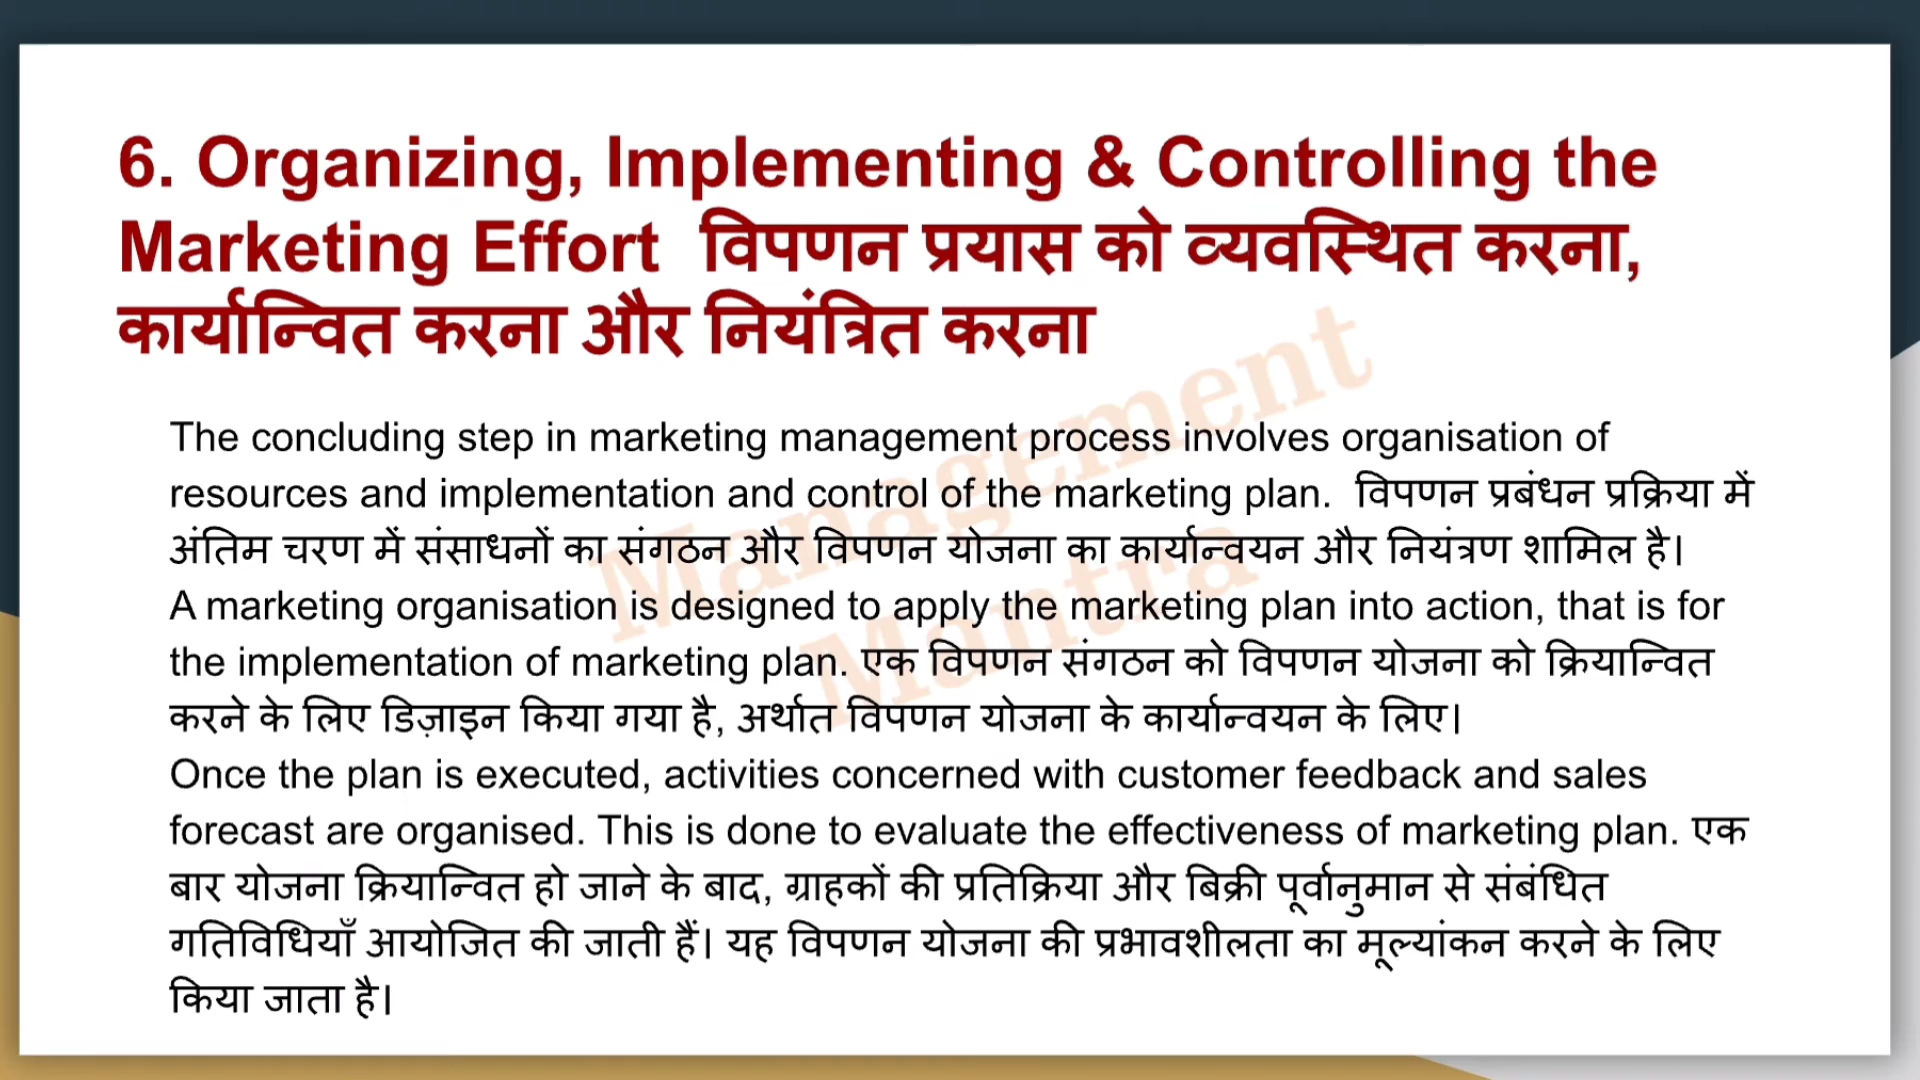 6. Organizing, Implementing & Controlling the
Marketing Effort विपणन प्रयास को व्यवस्थित करना,
कार्यान्वित करना और नियंत्रित करना
The concluding step in marketing management process involves organisation of
resources and implementation and control of the marketing plan. विपणन प्रबंधन प्रक्रिया में
अंतिम चरण में संसाधनों का संगठन और विपणन योजना का कार्यान्वयन और नियंत्रण शामिल है।
A marketing organisation is designed to apply the marketing plan into action, that is for
the implementation of marketing plan. एक विपणन संगठन को विपणन योजना को क्रियान्वित
करने के लिए डिज़ाइन किया गया है, अर्थात विपणन योजना के कार्यान्वयन के लिए।
Once the plan is executed, activities concerned with customer feedback and sales
forecast are organised. This is done to evaluate the effectiveness of marketing plan. एक
बार योजना क्रियान्वित हो जाने के बाद, ग्राहकों की प्रतिक्रिया और बिक्री पूर्वानुमान से संबंधित
गतिविधियाँ आयोजित की जाती हैं। यह विपणन योजना की प्रभावशीलता का मूल्यांकन करने के लिए
किया जाता है।
Management
Mantra